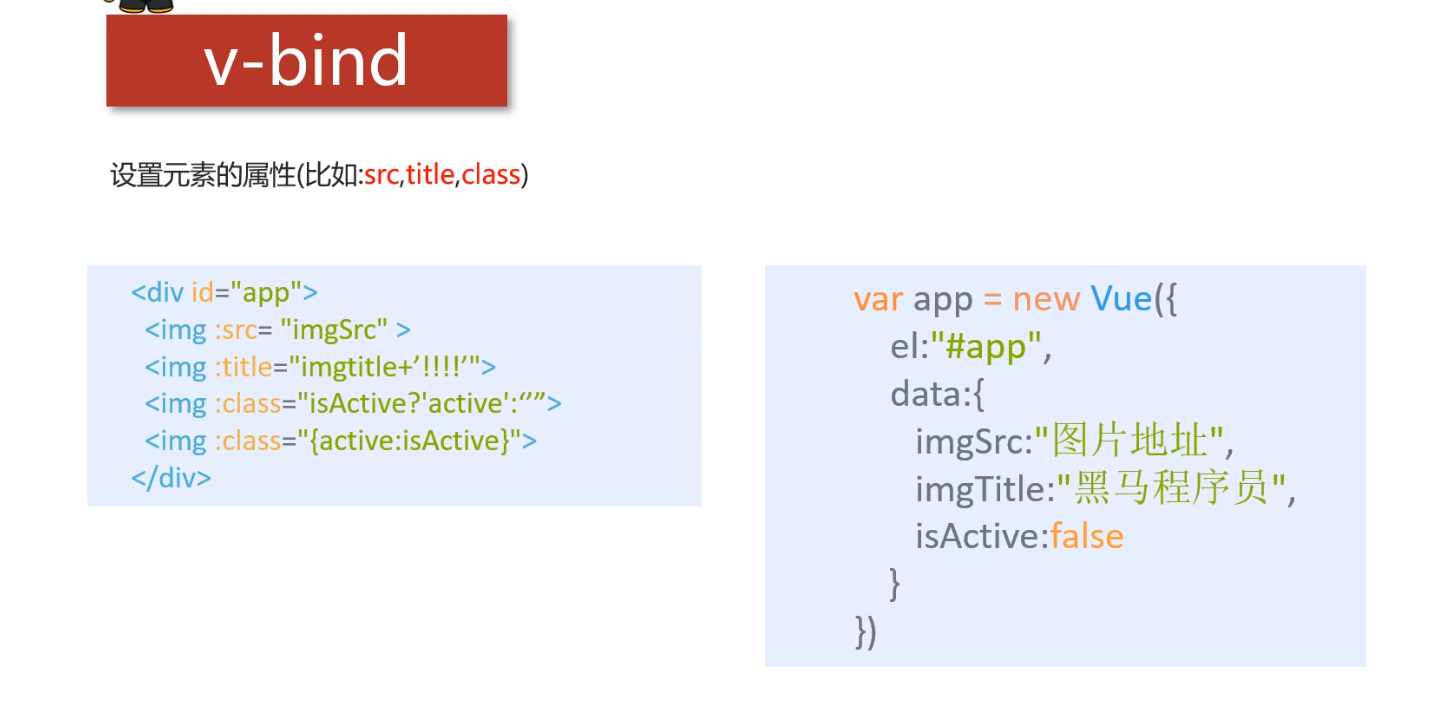 v-bind
设置元素的属性(比如:src,title,class)
<div id="app">
<img :src= "imgSrc" >
<img :title="imgtitle+’!!!!’">
<img :class="isActive?'active':‘’”>
<img :class="{active:isActive}">
</div>
var app = new Vue({
el:"#app",
data:{
imgSrc:"图片地址",
imgTitle:"黑马程序员",
isActive:false
}
})